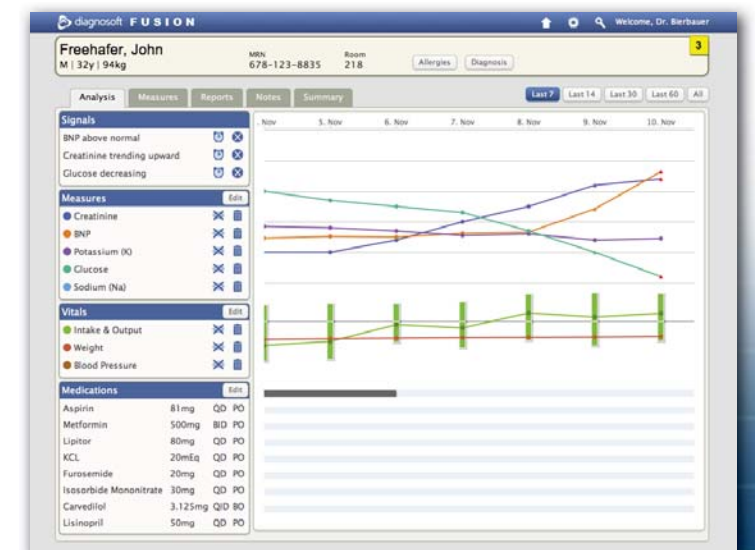 diagnosoft FUSION
Welcome, Dr. Bierbauer
Freehafer, John
M | 32y | 94kg
MRN
678-123-8835
Room
218
Allergies
Diagnosis
3
Analysis
Measures
Reports
Notes
Summary
Last 7
Last 14
Last 30
Last 60
All
Signals
BNP above normal
Creatinine trending upward
Glucose decreasing
Measures Edit
Creatinine
BNP
Potassium (K)
Glucose
Sodium (Na)
Vitals Edit
Intake & Output
Weight
Blood Pressure
Medications Edit
Aspirin 81mg QD PO
Metformin 500mg BID PO
Lipitor 80mg QD PO
KCL 20mEq QD PO
Furosemide 20mg QD PO
Isosorbide Mononitrate 30mg QD PO
Carvedilol 3.125mg QID BO
Lisinopril 50mg QD PO
. Nov
5. Nov
6. Nov
7. Nov
8. Nov
9. Nov
10. Nov